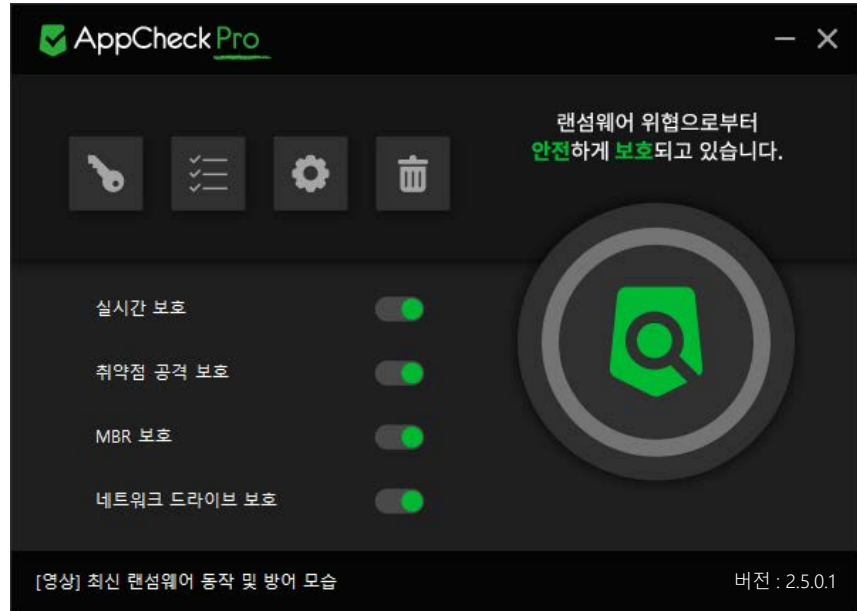 AppCheck Pro
랜섬웨어 위협으로부터
안전하게 보호되고 있습니다.
실시간 보호
취약점 공격 보호
MBR 보호
네트워크 드라이브 보호
[영상] 최신 랜섬웨어 동작 및 방어 모습
버전 : 2.5.0.1